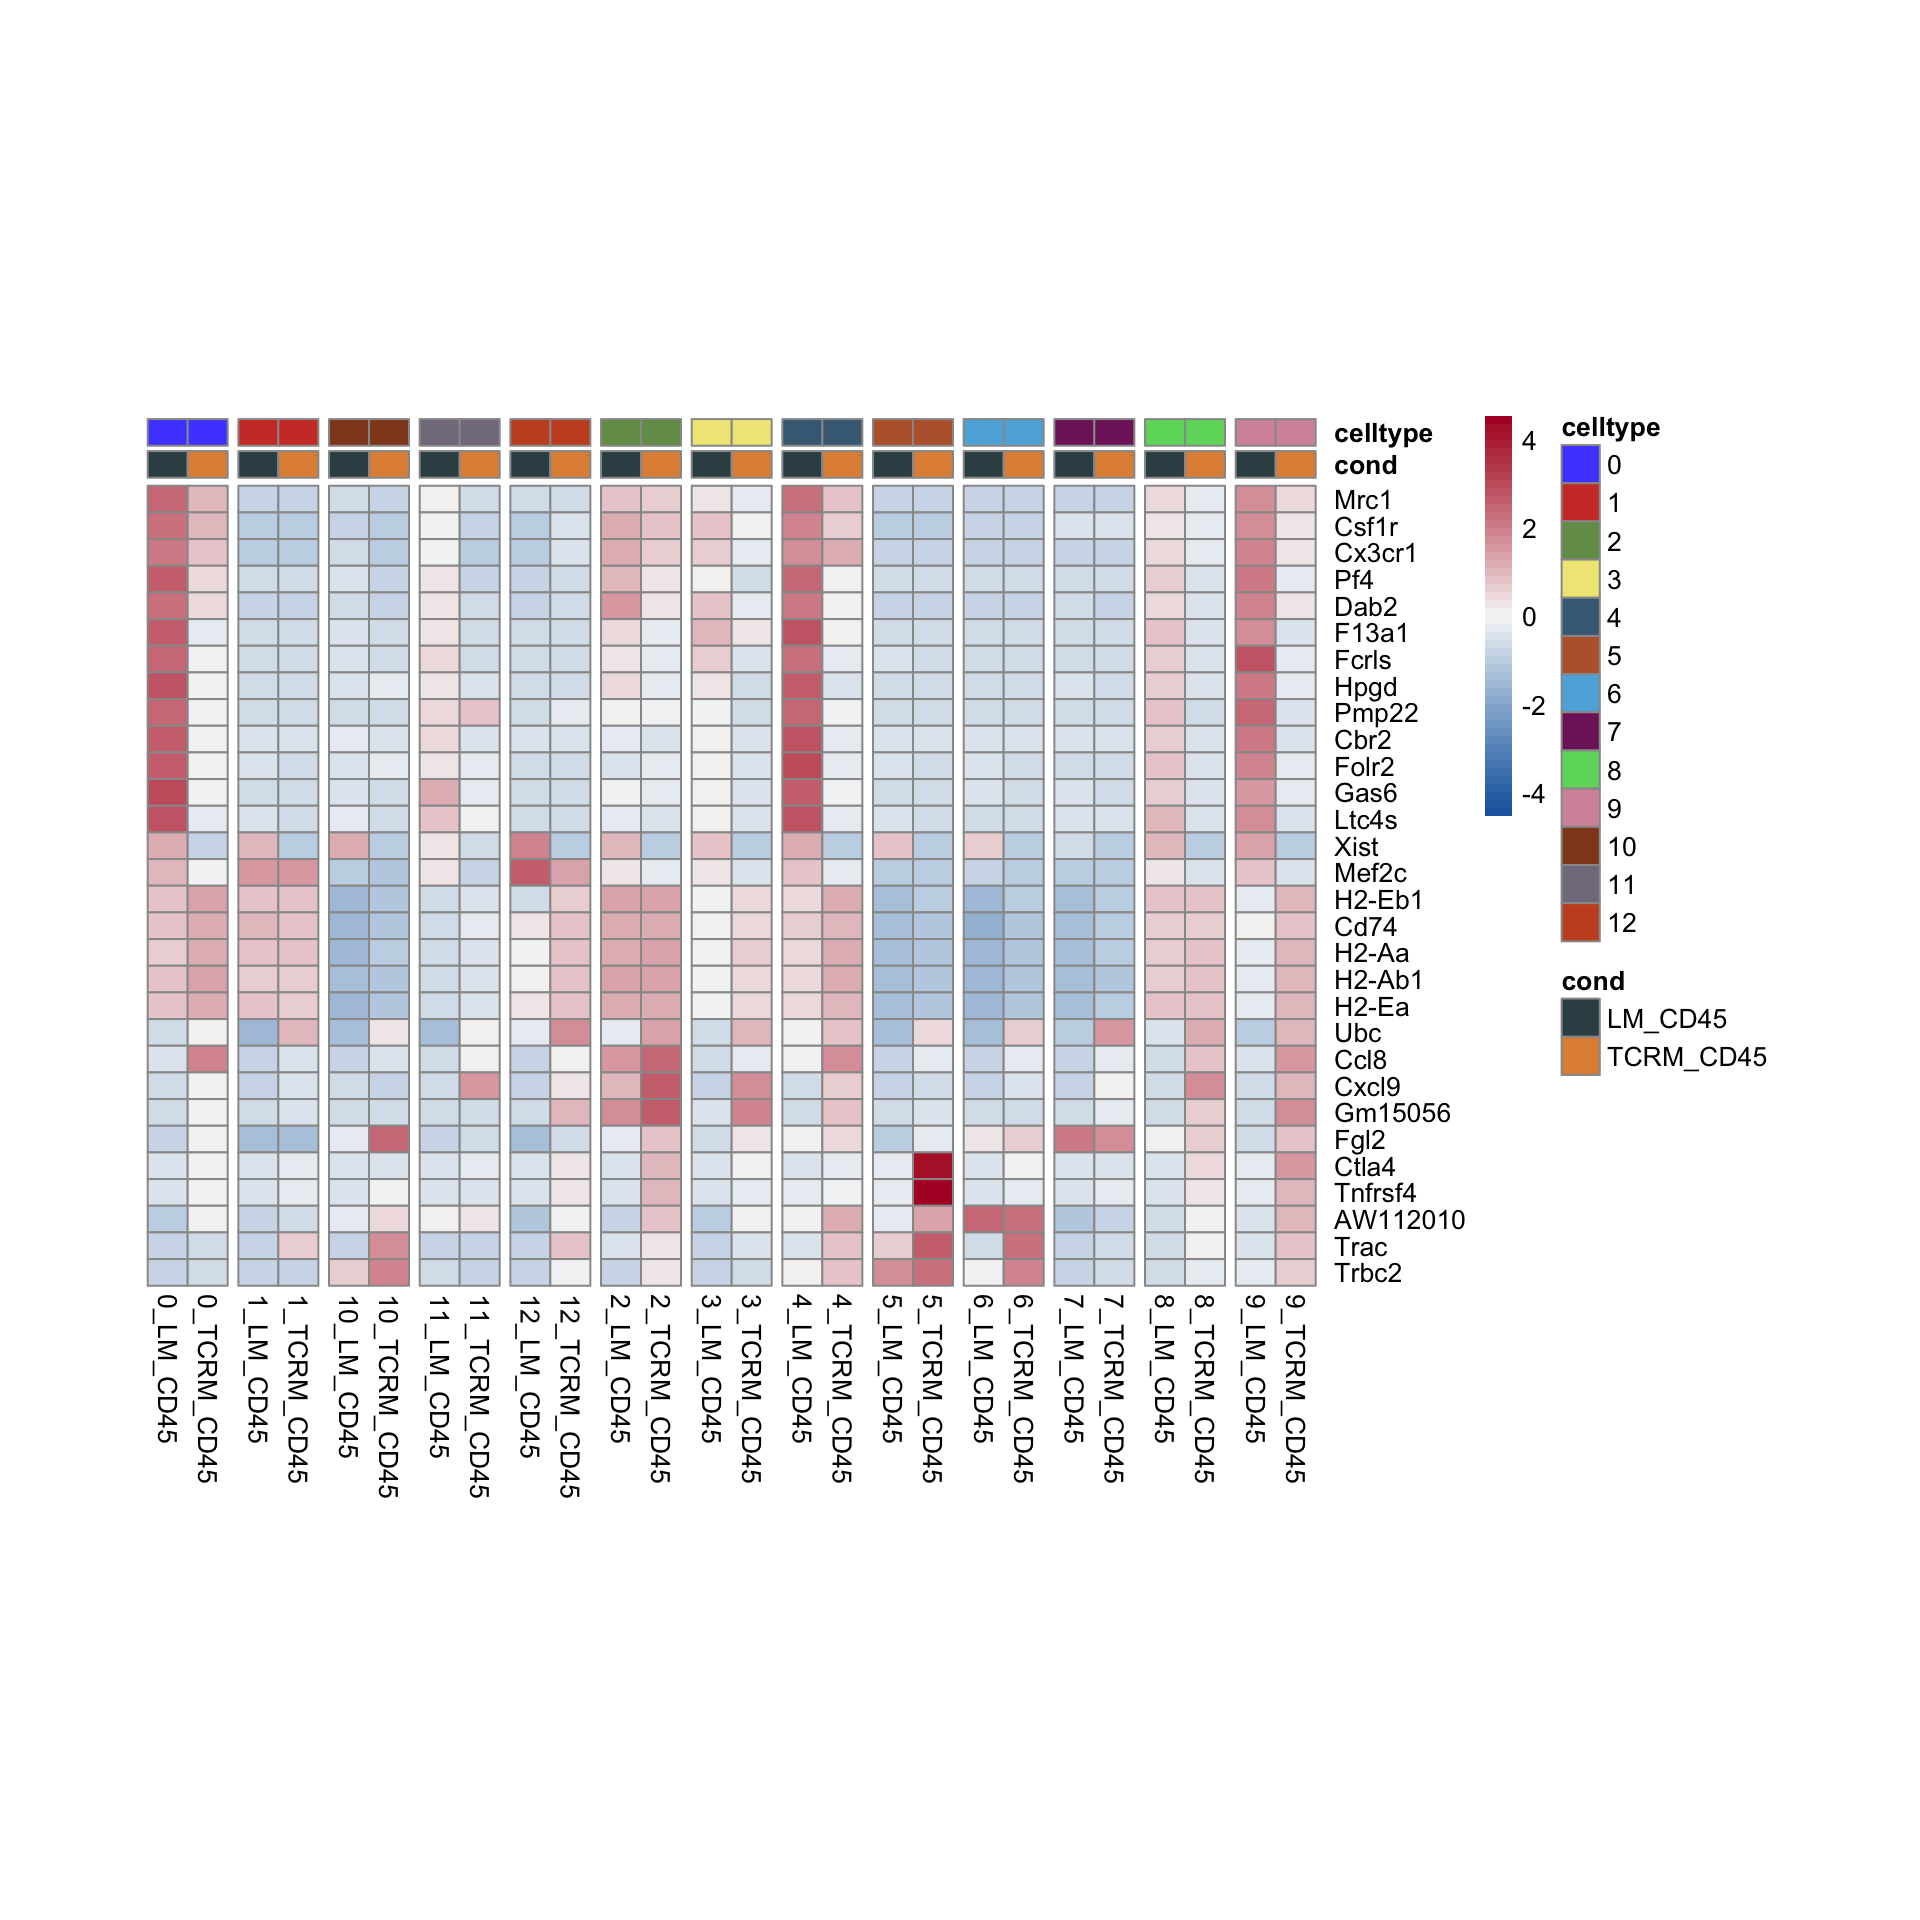 celltype
cond
Mrc1
Csf1r
Cx3cr1
Pf4
Dab2
F13a1
Fcrls
Hpgd
Pmp22
Cbr2
Folr2
Gas6
Ltc4s
Xist
Mef2c
H2-Eb1
Cd74
H2-Aa
H2-Ab1
H2-Ea
Ubc
Ccl8
Cxcl9
Gm15056
Fgl2
Ctla4
Tnfrsf4
AW112010
Trac
Trbc2
0_LM_CD45
0_TCRM_CD45
1_LM_CD45
1_TCRM_CD45
10_LM_CD45
10_TCRM_CD45
11_LM_CD45
11_TCRM_CD45
12_LM_CD45
12_TCRM_CD45
2_LM_CD45
2_TCRM_CD45
3_LM_CD45
3_TCRM_CD45
4_LM_CD45
4_TCRM_CD45
5_LM_CD45
5_TCRM_CD45
6_LM_CD45
6_TCRM_CD45
7_LM_CD45
7_TCRM_CD45
8_LM_CD45
8_TCRM_CD45
9_LM_CD45
9_TCRM_CD45
4
2
0
-2
-4
celltype
0
1
2
3
4
5
6
7
8
9
10
11
12
cond
LM_CD45
TCRM_CD45